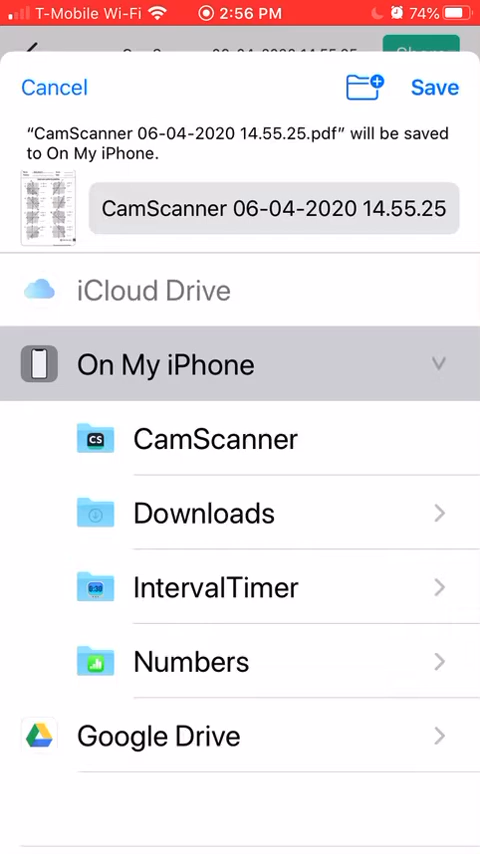 T-Mobile Wi-Fi 2:56 PM 74%
Cancel Save
“CamScanner 06-04-2020 14.55.25.pdf” will be saved
to On My iPhone.
CamScanner 06-04-2020 14.55.25
iCloud Drive
On My iPhone
CS CamScanner
Downloads
IntervalTimer
Numbers
Google Drive